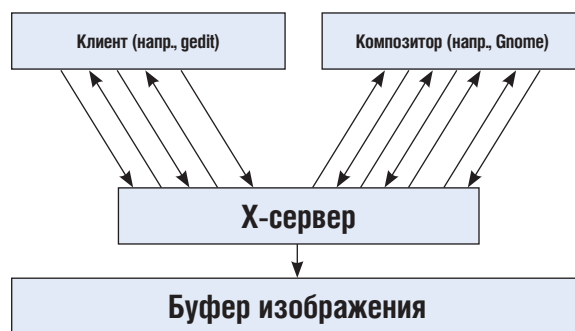 Клиент (напр., gedit)
Композитор (напр., Gnome)
X-сервер
Буфер изображения